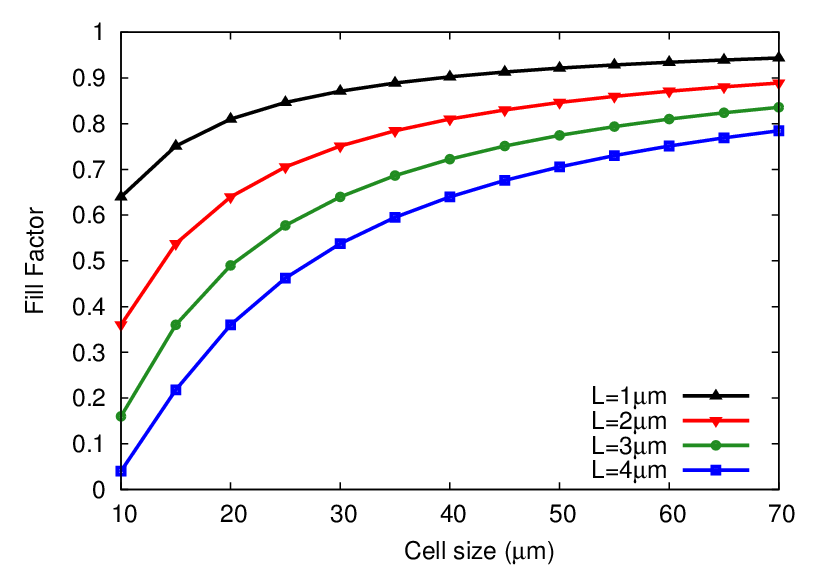 1
0.9
0.8
0.7
0.6
0.5
0.4
0.3
0.2
0.1
0
Fill Factor
L=1μm
L=2μm
L=3μm
L=4μm
10 20 30 40 50 60 70
Cell size (μm)